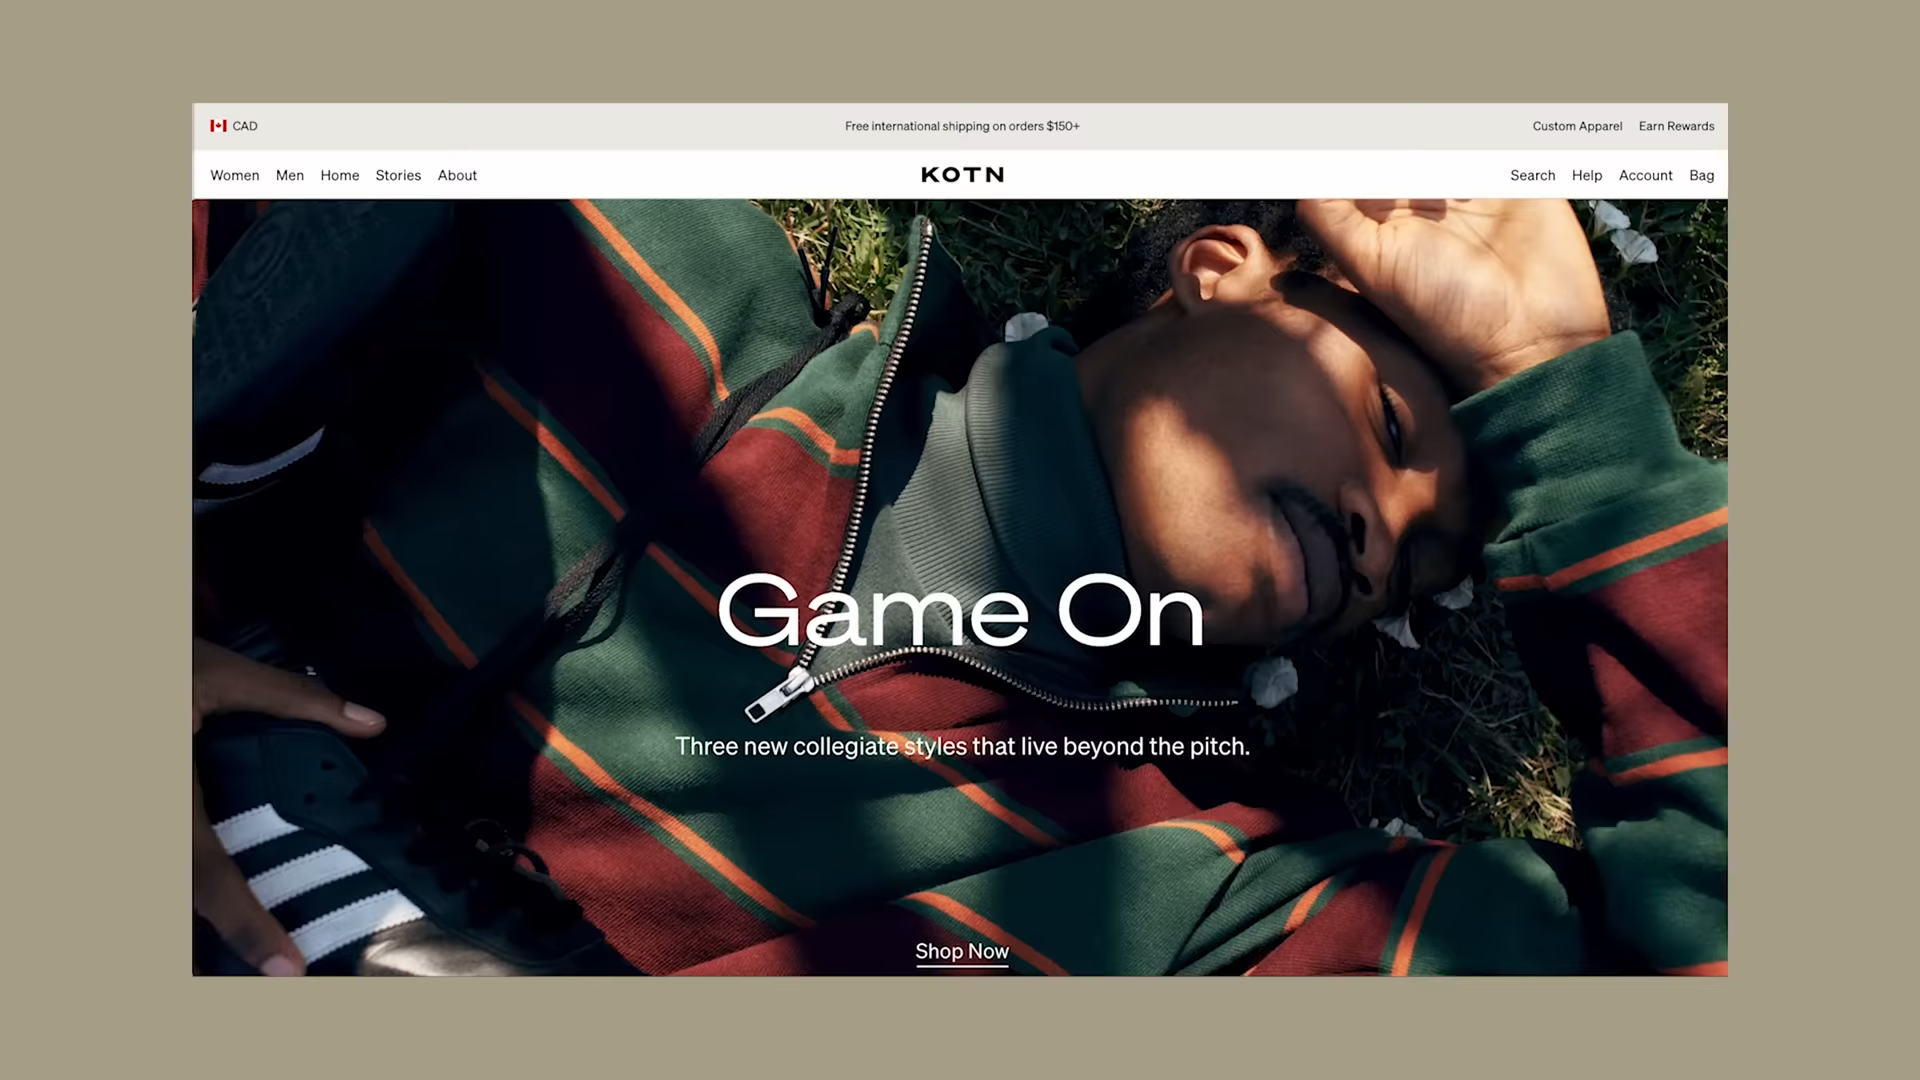 CAD
Free international shipping on orders $150+
Custom Apparel Earn Rewards
Women Men Home Stories About
KOTN
Search Help Account Bag
Game On
Three new collegiate styles that live beyond the pitch.
Shop Now